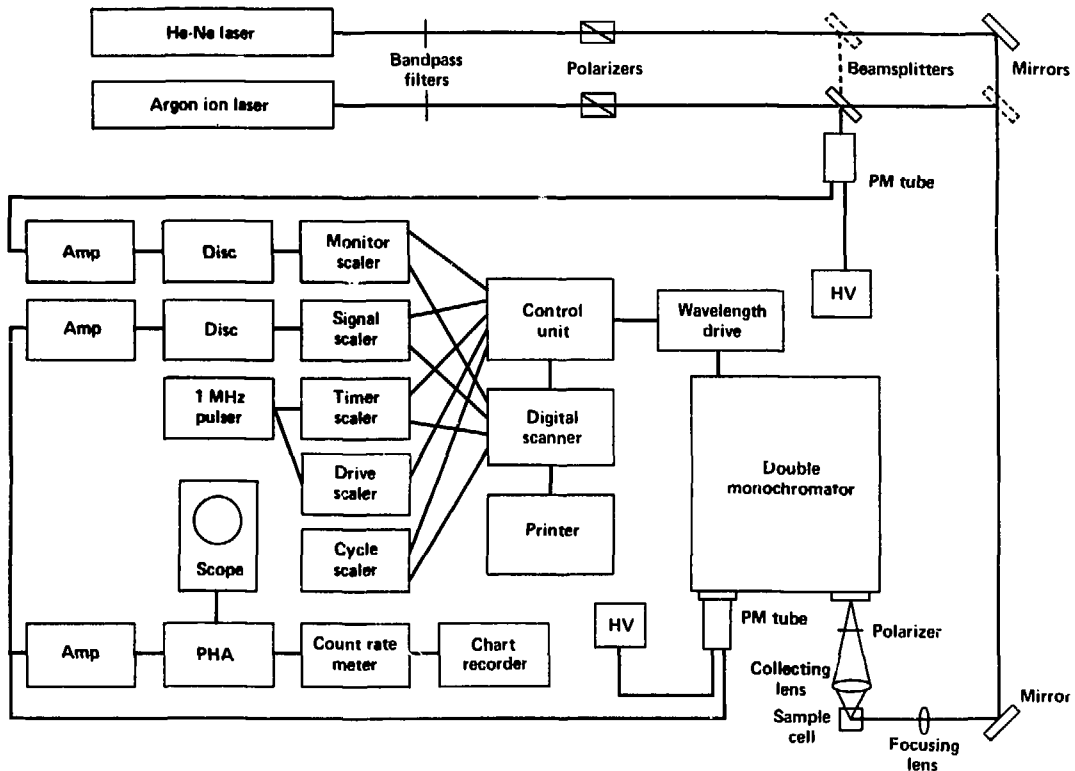 He-Ne laser
Bandpass
filters
Polarizers
Beamsplitters
Mirrors
Argon ion laser
PM tube
HV
Amp
Disc
Monitor
scaler
Amp
Disc
Signal
scaler
Control
unit
Wavelength
drive
1 MHz
pulser
Timer
scaler
Digital
scanner
Drive
scaler
Double
monochromator
Scope
Cycle
scaler
Printer
Amp
PHA
Count rate
meter
Chart
recorder
HV
PM tube
Polarizer
Collecting
lens
Sample
cell
Focusing
lens
Mirror